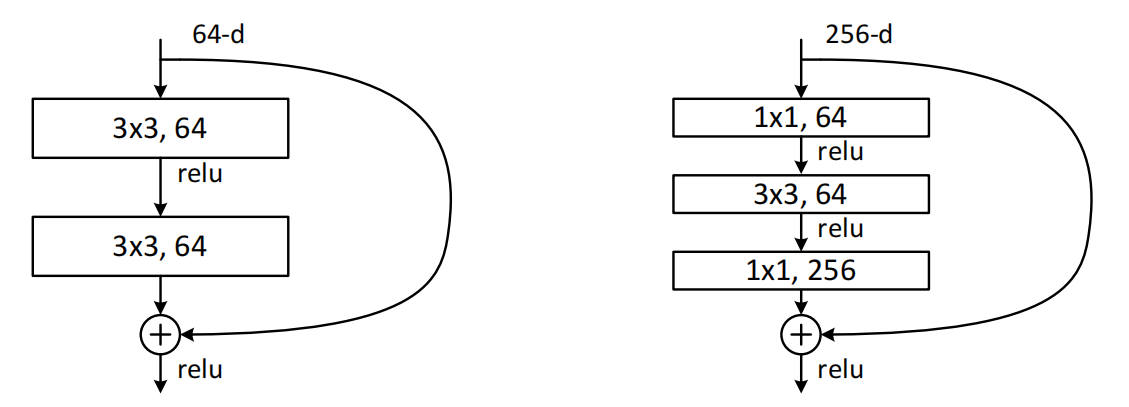 64-d
3x3, 64
relu
3x3, 64
relu
256-d
1x1, 64
relu
3x3, 64
relu
1x1, 256
relu